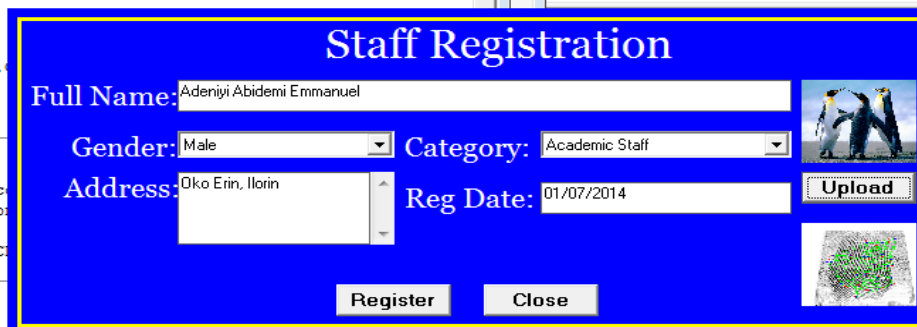 Staff Registration
Full Name: Adeniyi Abidemi Emmanuel
Gender: Male Category: Academic Staff
Address: Oko Erin, Ilorin Reg Date: 01/07/2014
Upload
Register Close